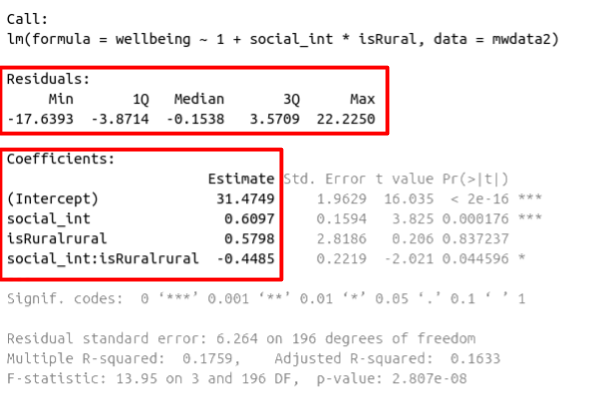 Call:
lm(formula = wellbeing ~ 1 + social_int * isRural, data = mwdata2)
Residuals:
Min 1Q Median 3Q Max
-17.6393 -3.8714 -0.1538 3.5709 22.2250
Coefficients:
Estimate Std. Error t value Pr(>|t|)
(Intercept) 31.4749 1.9629 16.035 < 2e-16 ***
social_int 0.6097 0.1594 3.825 0.000176 ***
isRuralrural 0.5798 2.8186 0.206 0.837237
social_int:isRuralrural -0.4485 0.2219 -2.021 0.044596 *
Signif. codes: 0 ‘***’ 0.001 ‘**’ 0.01 ‘*’ 0.05 ‘.’ 0.1 ‘ ’ 1
Residual standard error: 6.264 on 196 degrees of freedom
Multiple R-squared: 0.1759, Adjusted R-squared: 0.1633
F-statistic: 13.95 on 3 and 196 DF, p-value: 2.807e-08